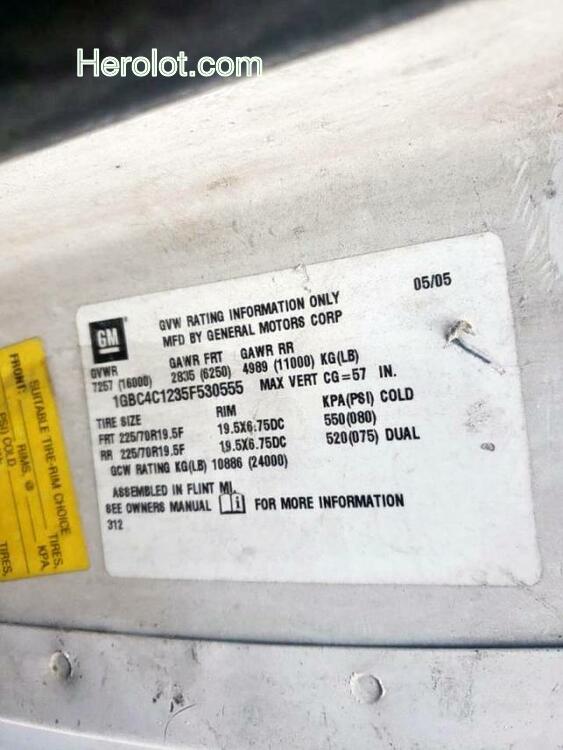 Herolot.com
05/05
GM
GVW RATING INFORMATION ONLY
MFD BY GENERAL MOTORS CORP
GVWR GAWR FRT GAWR RR
7257 (16000) 2835 (6250) 4989 (11000) KG(LB)
1GBC4C1235F530555 MAX VERT CG=57 IN.
TIRE SIZE RIM KPA(PSI) COLD
FRT 225/70R19.5F 19.5X6.75DC 550(080)
RR 225/70R19.5F 19.5X6.75DC 520(075) DUAL
GCW RATING KG(LB) 10886 (24000)
ASSEMBLED IN FLINT MI.
SEE OWNERS MANUAL i FOR MORE INFORMATION
312
SUITABLE TIRE-RIM CHOICE
FRONT: TIRES,
RIMS, @ KPA
PSI) COLD
TIRES,